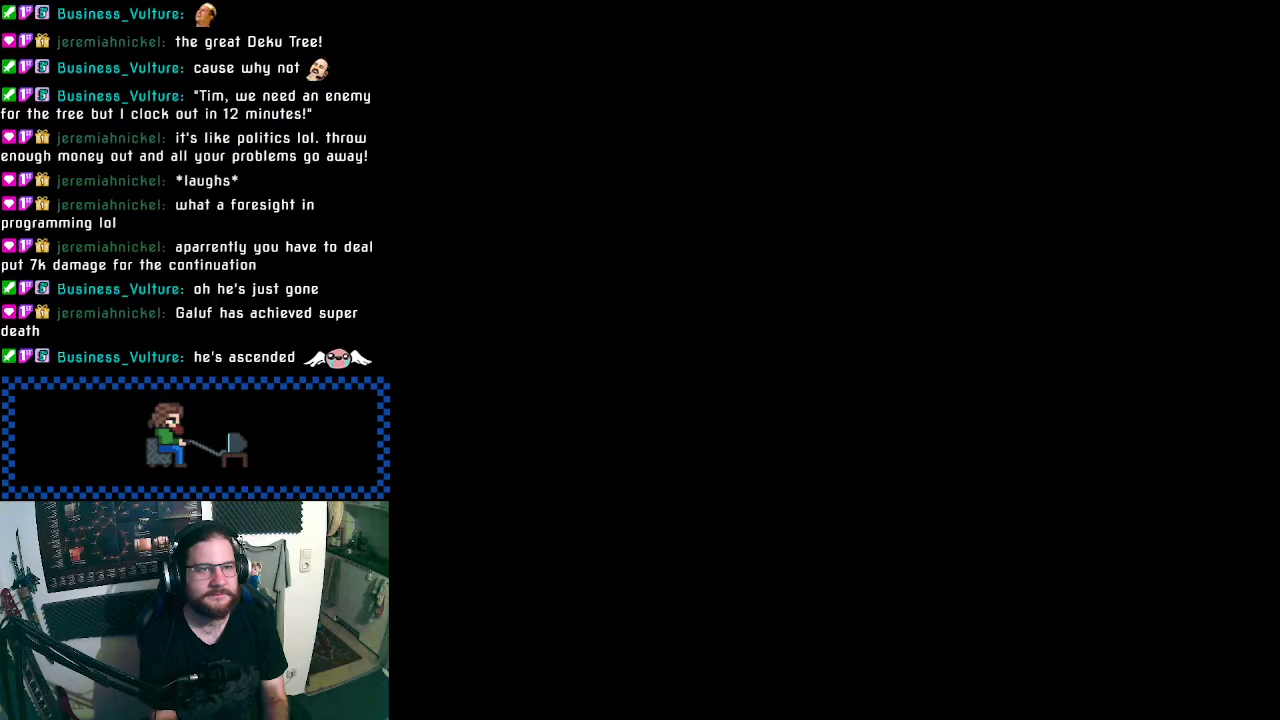 Business_Vulture:
jeremiahnickel: the great Deku Tree!
Business_Vulture: cause why not
Business_Vulture: "Tim, we need an enemy
for the tree but I clock out in 12 minutes!"
jeremiahnickel: it's like politics lol. throw
enough money out and all your problems go away!
jeremiahnickel: *laughs*
jeremiahnickel: what a foresight in
programming lol
jeremiahnickel: aparrently you have to deal
put 7k damage for the continuation
Business_Vulture: oh he's just gone
jeremiahnickel: Galuf has achieved super
death
Business_Vulture: he's ascended